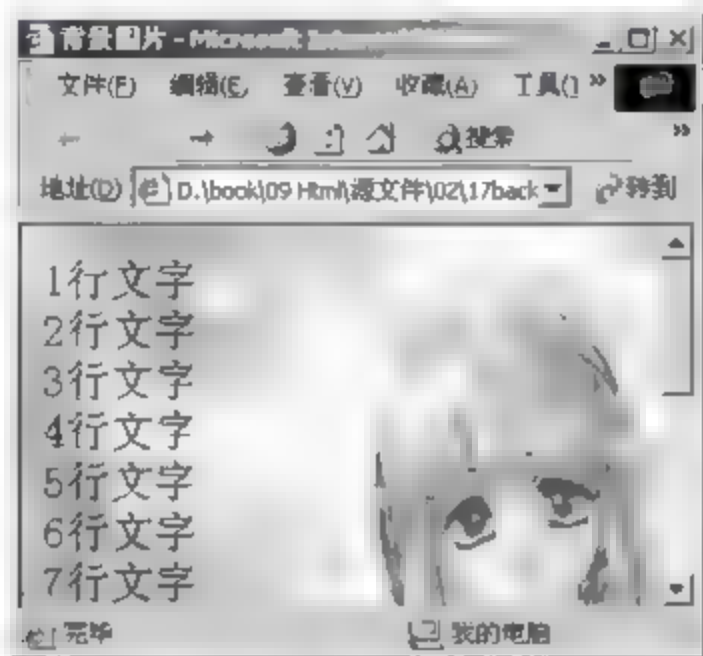 背景图片 - Microsoft
文件(F) 编辑(E) 查看(V) 收藏(A) 工具(T) »
搜索 »
地址(D) D:\book\09 Html\源文件\02\17back 转到
1行文字
2行文字
3行文字
4行文字
5行文字
6行文字
7行文字
完毕 我的电脑